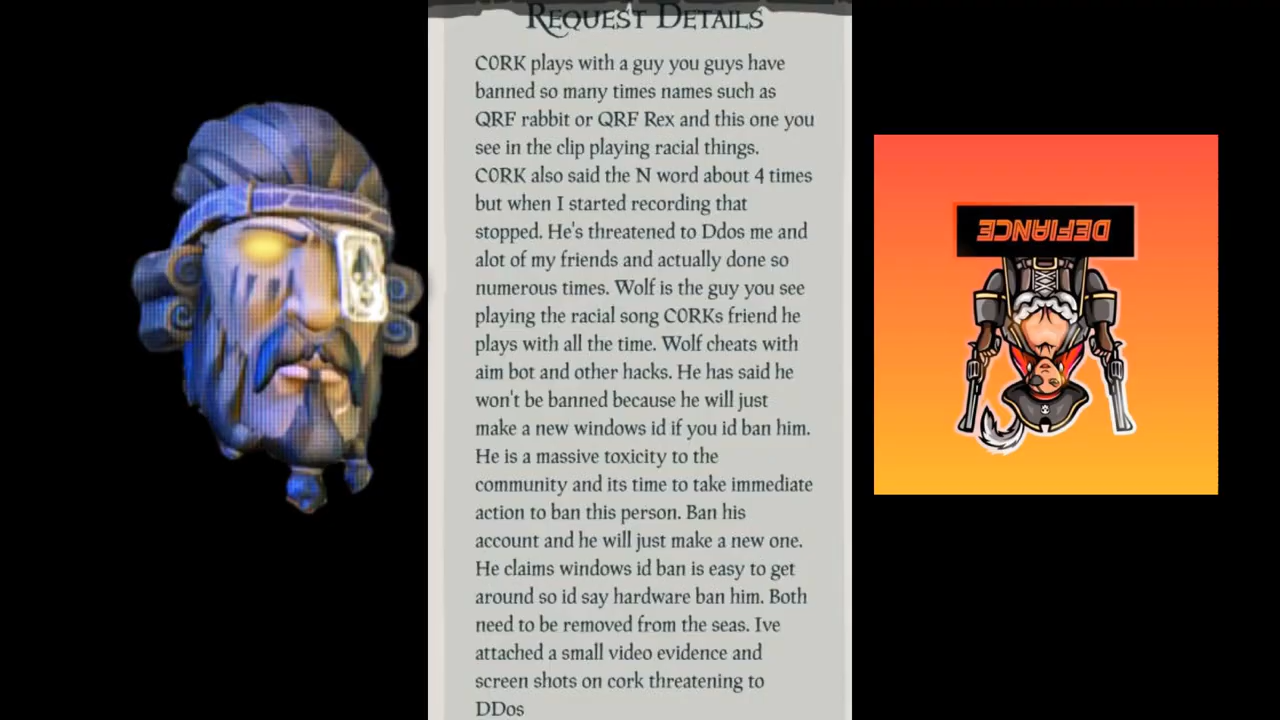 Request Details
C0RK plays with a guy you guys have
banned so many times names such as
QRF rabbit or QRF Rex and this one you
see in the clip playing racial things.
C0RK also said the N word about 4 times
but when I started recording that
stopped. He's threatened to Ddos me and
alot of my friends and actually done so
numerous times. Wolf is the guy you see
playing the racial song C0RKs friend he
plays with all the time. Wolf cheats with
aim bot and other hacks. He has said he
won't be banned because he will just
make a new windows id if you id ban him.
He is a massive toxicity to the
community and its time to take immediate
action to ban this person. Ban his
account and he will just make a new one.
He claims windows id ban is easy to get
around so id say hardware ban him. Both
need to be removed from the seas. Ive
attached a small video evidence and
screen shots on cork threatening to
DDos
DEFIANCE